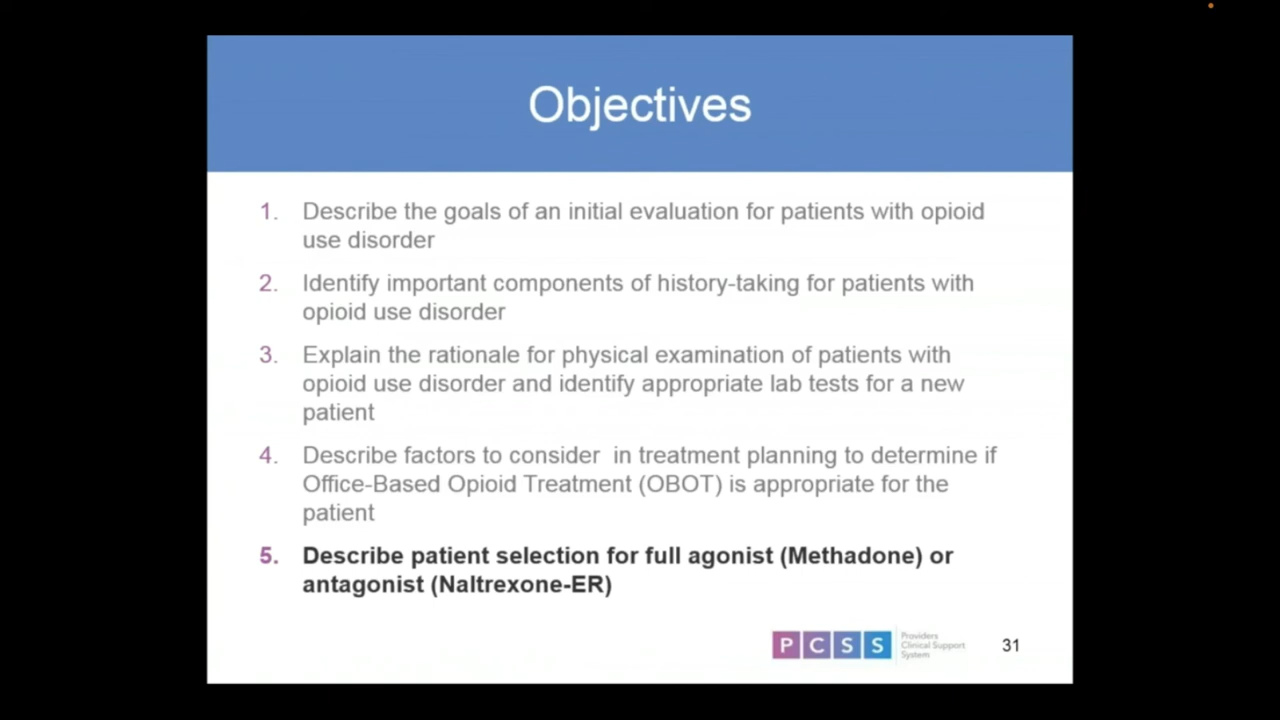 Objectives
1. Describe the goals of an initial evaluation for patients with opioid
use disorder
2. Identify important components of history-taking for patients with
opioid use disorder
3. Explain the rationale for physical examination of patients with
opioid use disorder and identify appropriate lab tests for a new
patient
4. Describe factors to consider in treatment planning to determine if
Office-Based Opioid Treatment (OBOT) is appropriate for the
patient
5. Describe patient selection for full agonist (Methadone) or
antagonist (Naltrexone-ER)
PCSS
Providers
Clinical Support
System
31